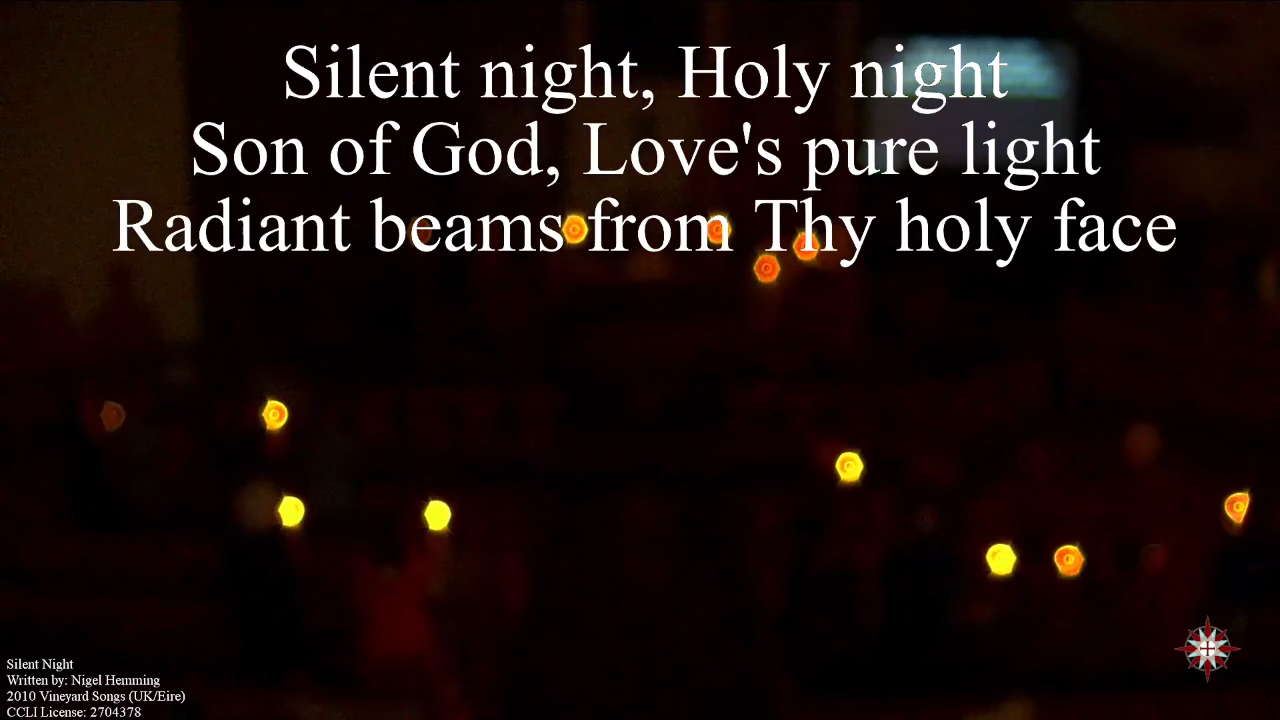 Silent night, Holy night
Son of God, Love's pure light
Radiant beams from Thy holy face
Silent Night
Written by: Nigel Hemming
2010 Vineyard Songs (UK/Eire)
CCLI License: 2704378